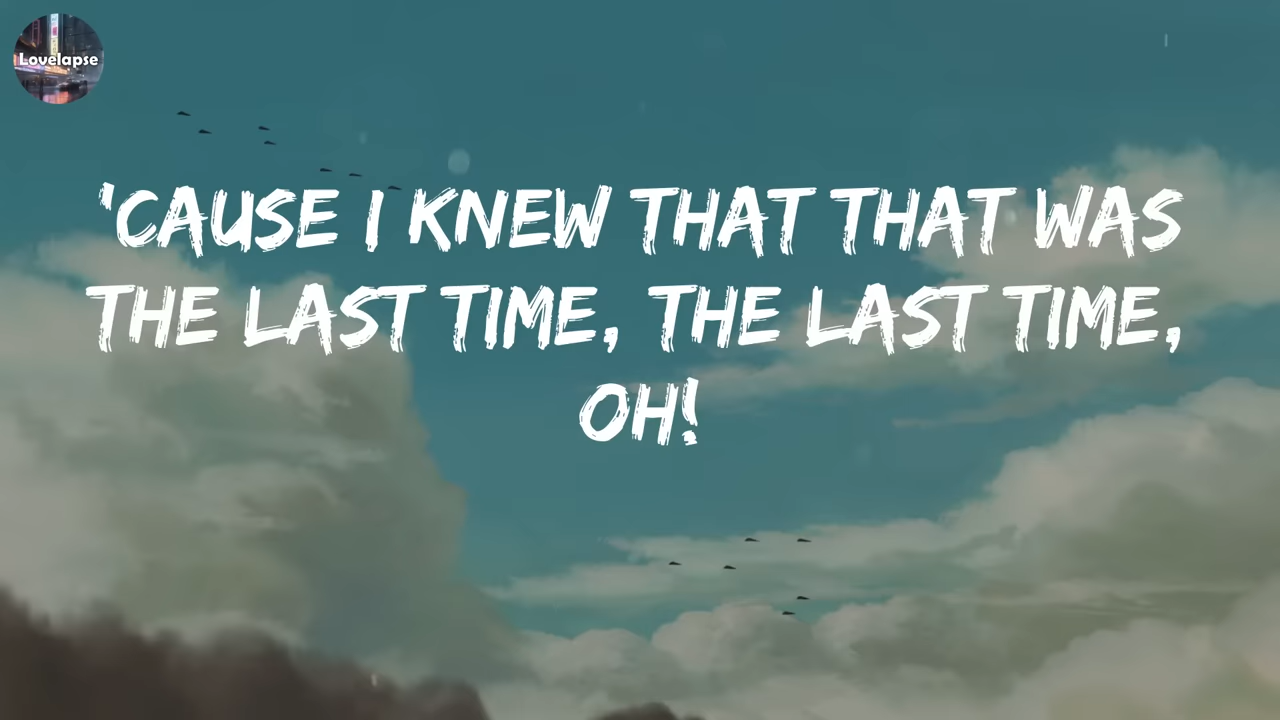 Lovelapse
'CAUSE I KNEW THAT THAT WAS
THE LAST TIME, THE LAST TIME,
OH!